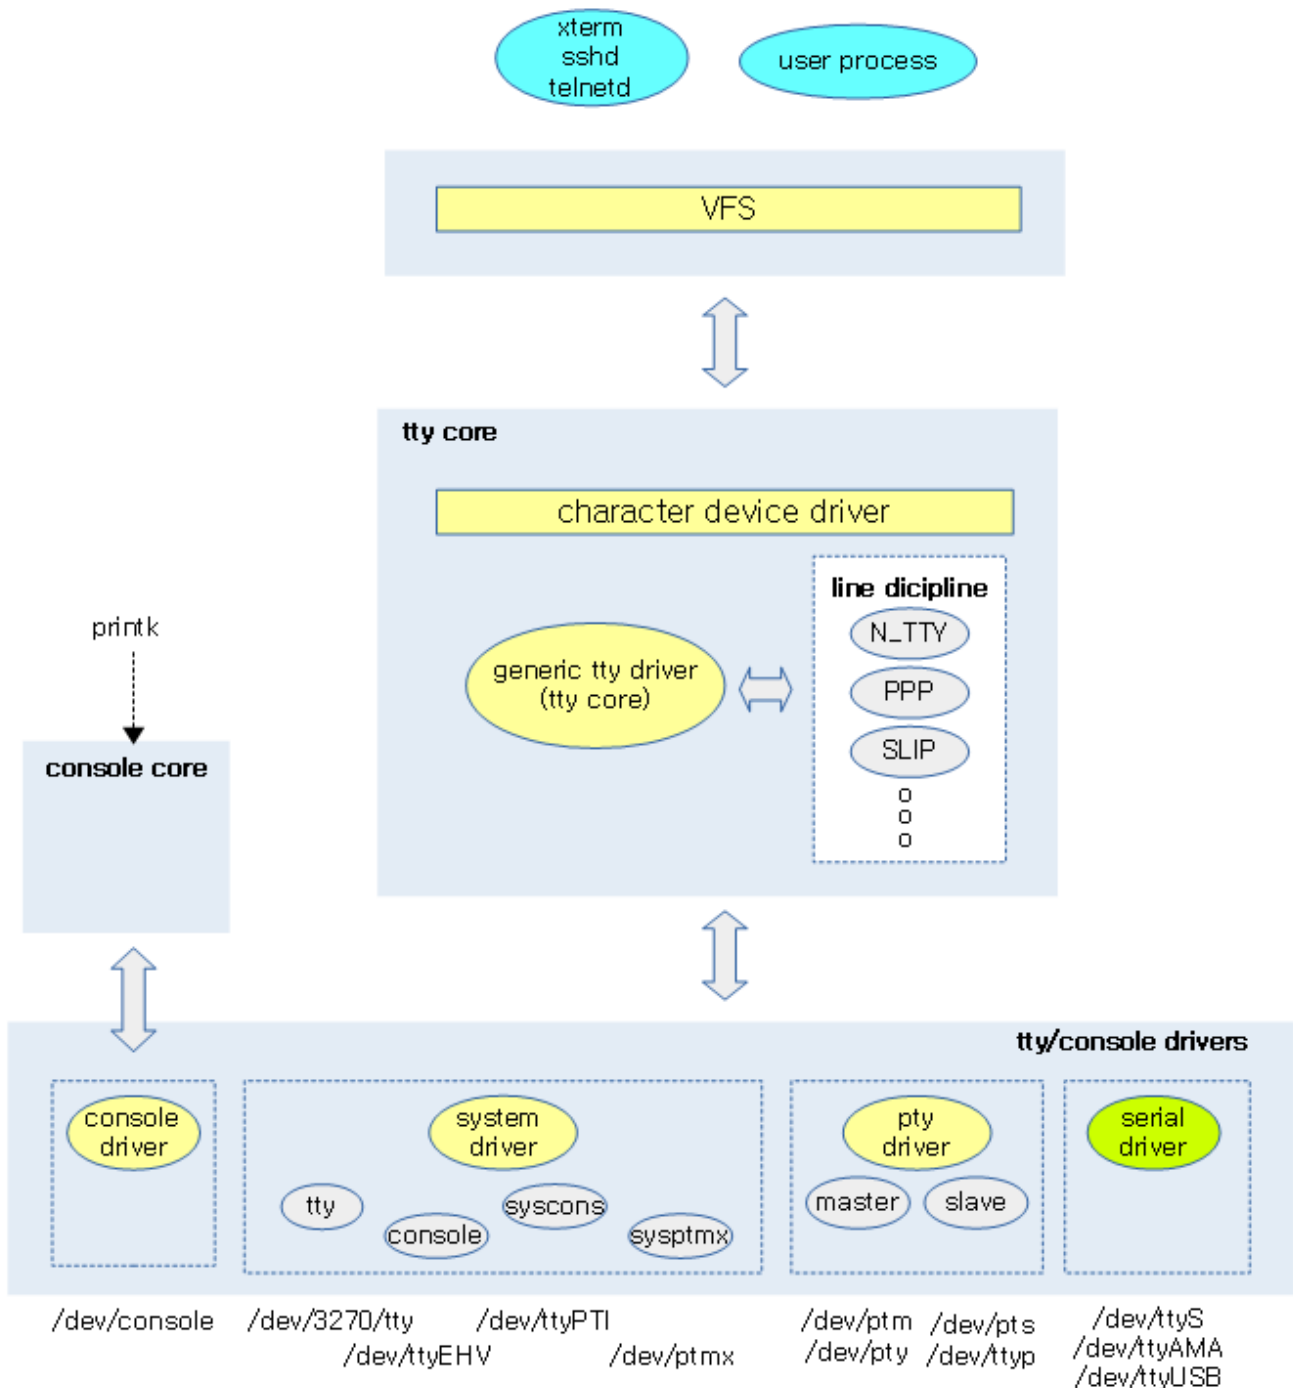 xterm
sshd
telnetd
user process
VFS
tty core
character device driver
line dicipline
N_TTY
generic tty driver
(tty core)
PPP
SLIP
o
o
o
printk
console core
tty/console drivers
console
driver
system
driver
pty
driver
serial
driver
tty
console
syscons
sysptmx
master
slave
/dev/console
/dev/3270/tty
/dev/ttyEHV
/dev/ttyPTI
/dev/ptmx
/dev/ptm
/dev/pty
/dev/pts
/dev/ttyp
/dev/ttyS
/dev/ttyAMA
/dev/ttyUSB